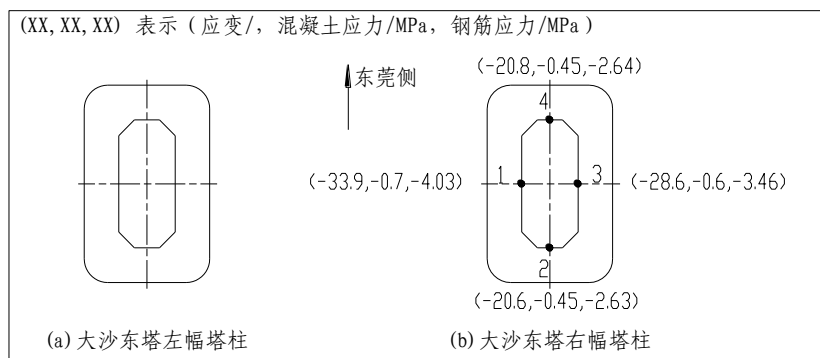 (XX,XX,XX) 表示（应变/, 混凝土应力/MPa, 钢筋应力/MPa）
东莞侧
(-20.8,-0.45,-2.64)
4
(-33.9,-0.7,-4.03)
1
3
(-28.6,-0.6,-3.46)
2
(-20.6,-0.45,-2.63)
(a) 大沙东塔左幅塔柱
(b) 大沙东塔右幅塔柱